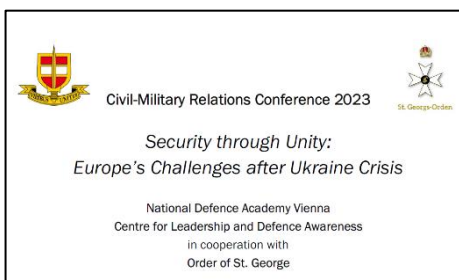 Civil-Military Relations Conference 2023
St. Georgs-Orden
Security through Unity:
Europe's Challenges after Ukraine Crisis
National Defence Academy Vienna
Centre for Leadership and Defence Awareness
in cooperation with
Order of St. George